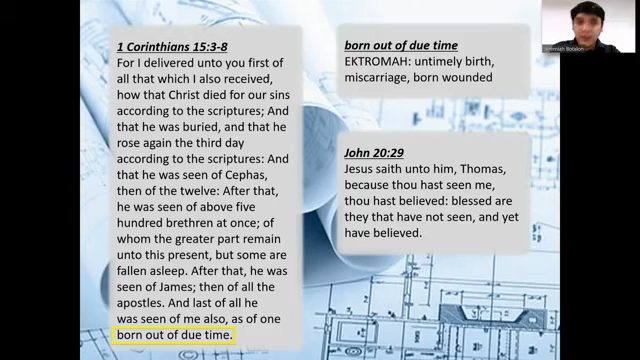 1 Corinthians 15:3-8
For I delivered unto you first of
all that which I also received,
how that Christ died for our sins
according to the scriptures; And
that he was buried, and that he
rose again the third day
according to the scriptures: And
that he was seen of Cephas,
then of the twelve: After that,
he was seen of above five
hundred brethren at once; of
whom the greater part remain
unto this present, but some are
fallen asleep. After that, he was
seen of James; then of all the
apostles. And last of all he
was seen of me also, as of one
born out of due time.
born out of due time
EKTROMAH: untimely birth,
miscarriage, born wounded
John 20:29
Jesus saith unto him, Thomas,
because thou hast seen me,
thou hast believed: blessed are
they that have not seen, and yet
have believed.